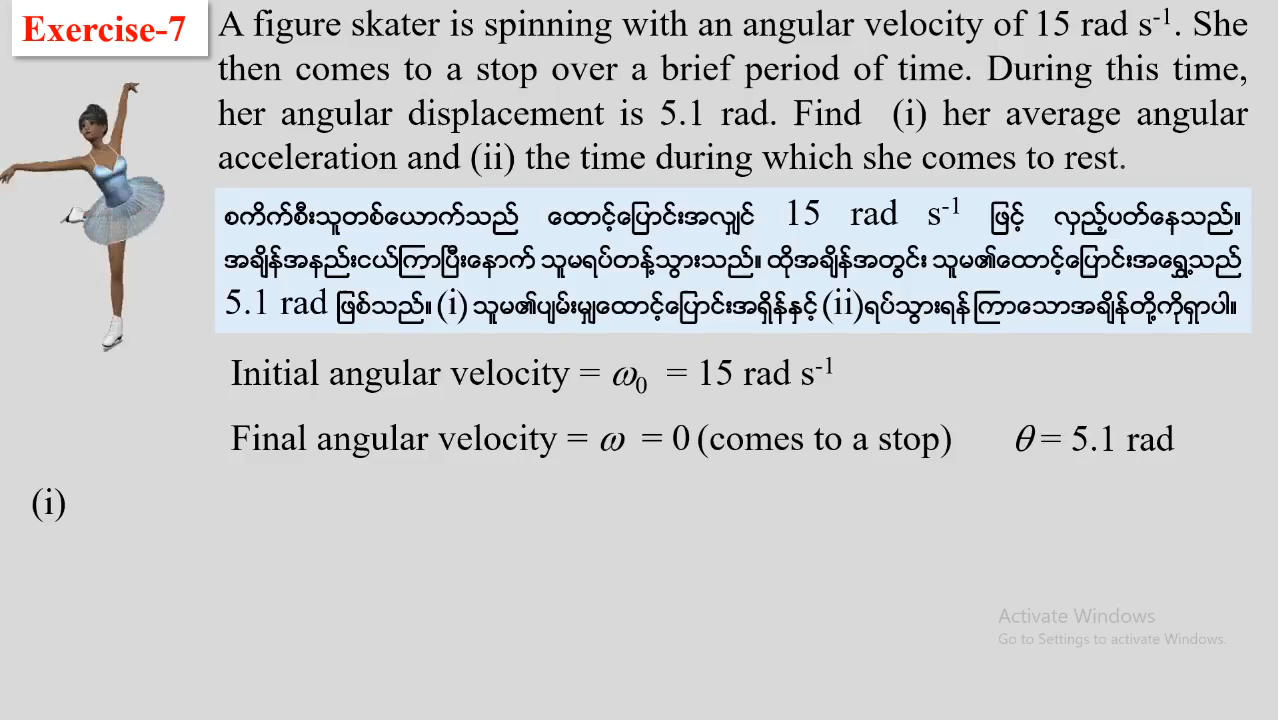 Exercise-7
A figure skater is spinning with an angular velocity of 15 rad s⁻¹. She
then comes to a stop over a brief period of time. During this time,
her angular displacement is 5.1 rad. Find (i) her average angular
acceleration and (ii) the time during which she comes to rest.
စကိတ်စီးသူတစ်ယောက်သည် ထောင့်ပြောင်းအလျှင် 15 rad s⁻¹ ဖြင့် လှည့်ပတ်နေသည်။
အချိန်အနည်းငယ်ကြာပြီးနောက် သူမရပ်တန့်သွားသည်။ ထိုအချိန်အတွင်း သူမ၏ထောင့်ပြောင်းအရွှေ့သည်
5.1 rad ဖြစ်သည်။ (i) သူမ၏ပျမ်းမျှထောင့်ပြောင်းအရှိန်နှင့် (ii) ရပ်သွားရန် ကြာသောအချိန်တို့ကိုရှာပါ။
Initial angular velocity = ω₀ = 15 rad s⁻¹
Final angular velocity = ω = 0 (comes to a stop) θ = 5.1 rad
(i)
Activate Windows
Go to Settings to activate Windows.